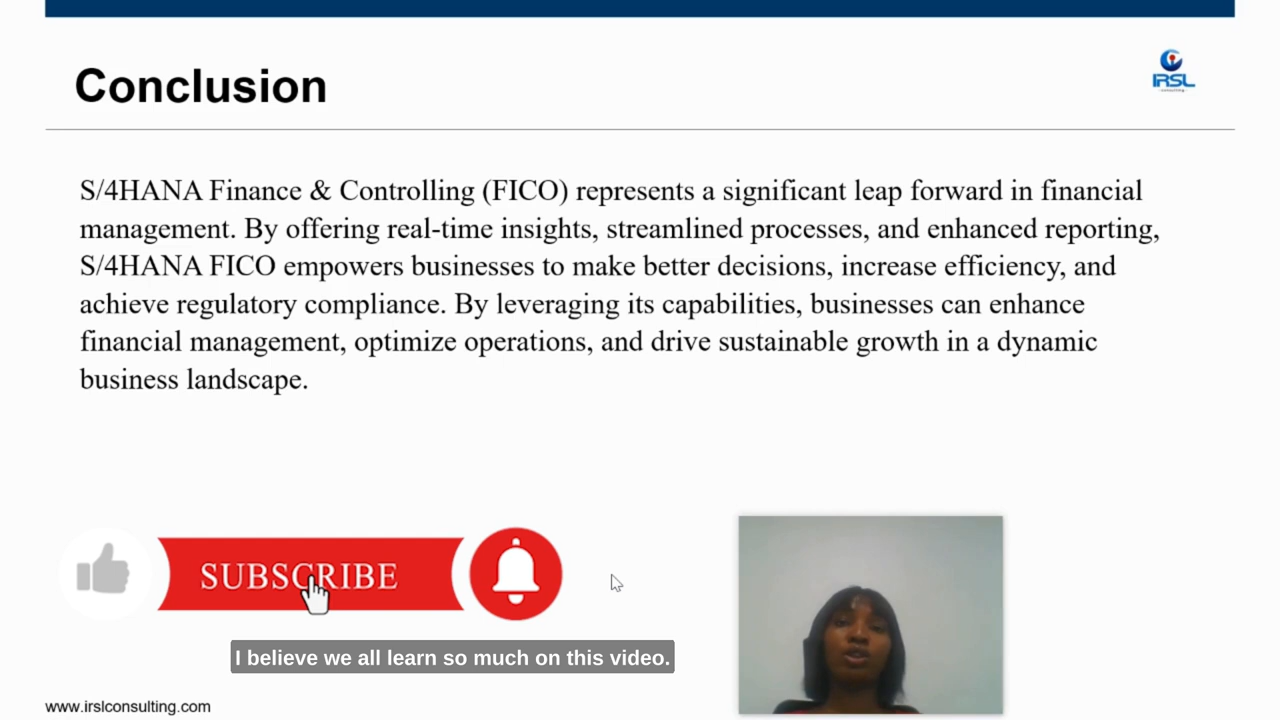 Conclusion
IRSL
S/4HANA Finance & Controlling (FICO) represents a significant leap forward in financial
management. By offering real-time insights, streamlined processes, and enhanced reporting,
S/4HANA FICO empowers businesses to make better decisions, increase efficiency, and
achieve regulatory compliance. By leveraging its capabilities, businesses can enhance
financial management, optimize operations, and drive sustainable growth in a dynamic
business landscape.
SUBSCRIBE
I believe we all learn so much on this video.
www.irslconsulting.com